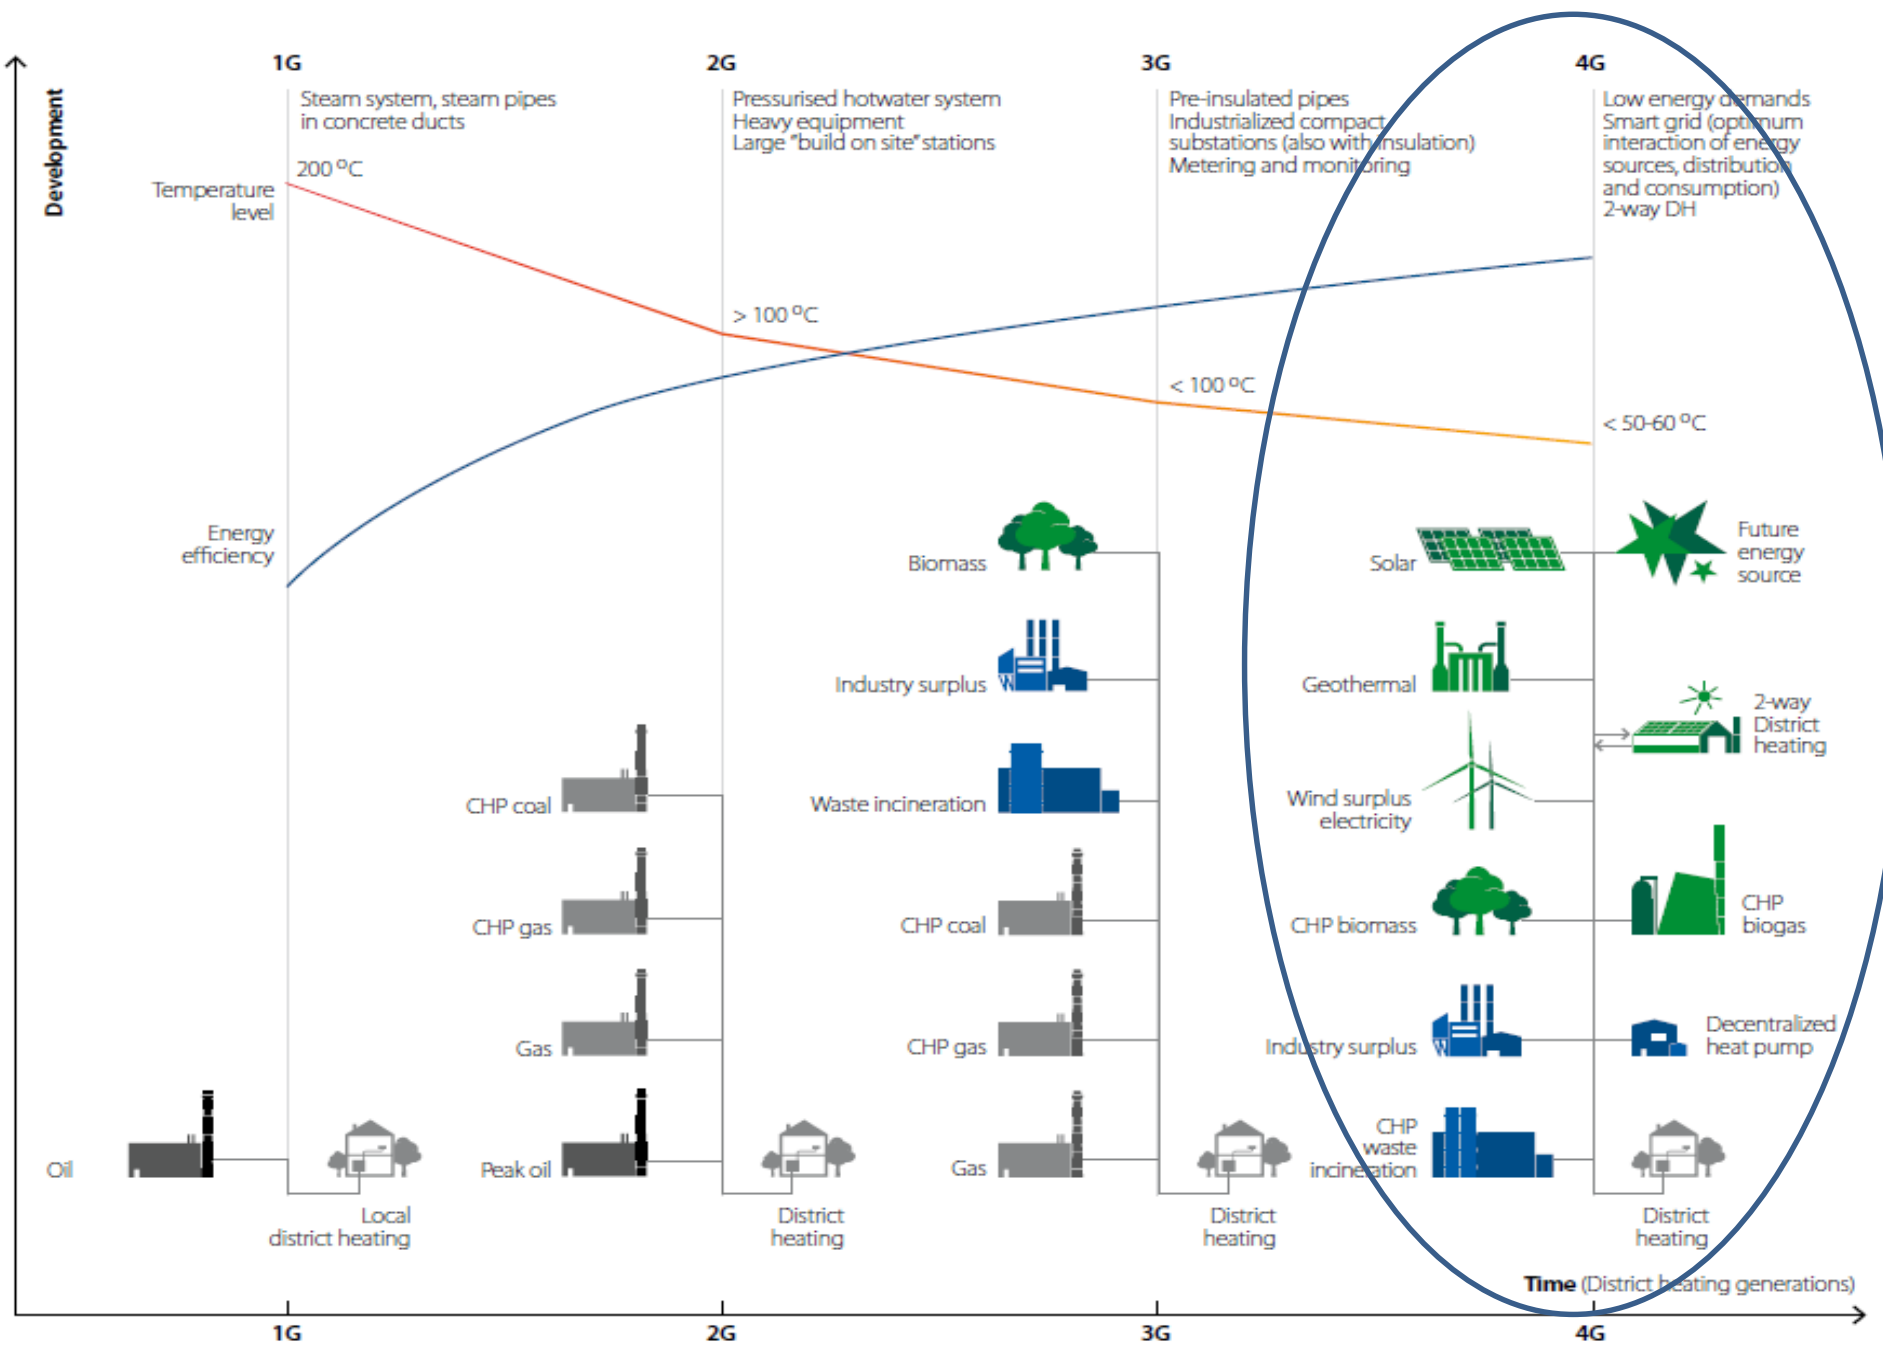 1G
2G
3G
4G
Development
Steam system, steam pipes
in concrete ducts
Pressurised hotwater system
Heavy equipment
Large "build on site" stations
Pre-insulated pipes
Industrialized compact
substations (also with insulation)
Metering and monitoring
Low energy demands
Smart grid (optimum
interaction of energy
sources, distribution
and consumption)
2-way DH
Temperature
level
200 °C
> 100 °C
< 100 °C
< 50-60 °C
Energy
efficiency
Oil
Local
district heating
CHP coal
CHP gas
Gas
Peak oil
District
heating
Biomass
Industry surplus
Waste incineration
CHP coal
CHP gas
Gas
District
heating
Solar
Geothermal
Wind surplus
electricity
CHP biomass
Industry surplus
CHP
waste
incineration
Future
energy
source
2-way
District
heating
CHP
biogas
Decentralized
heat pump
District
heating
Time (District heating generations)
1G
2G
3G
4G